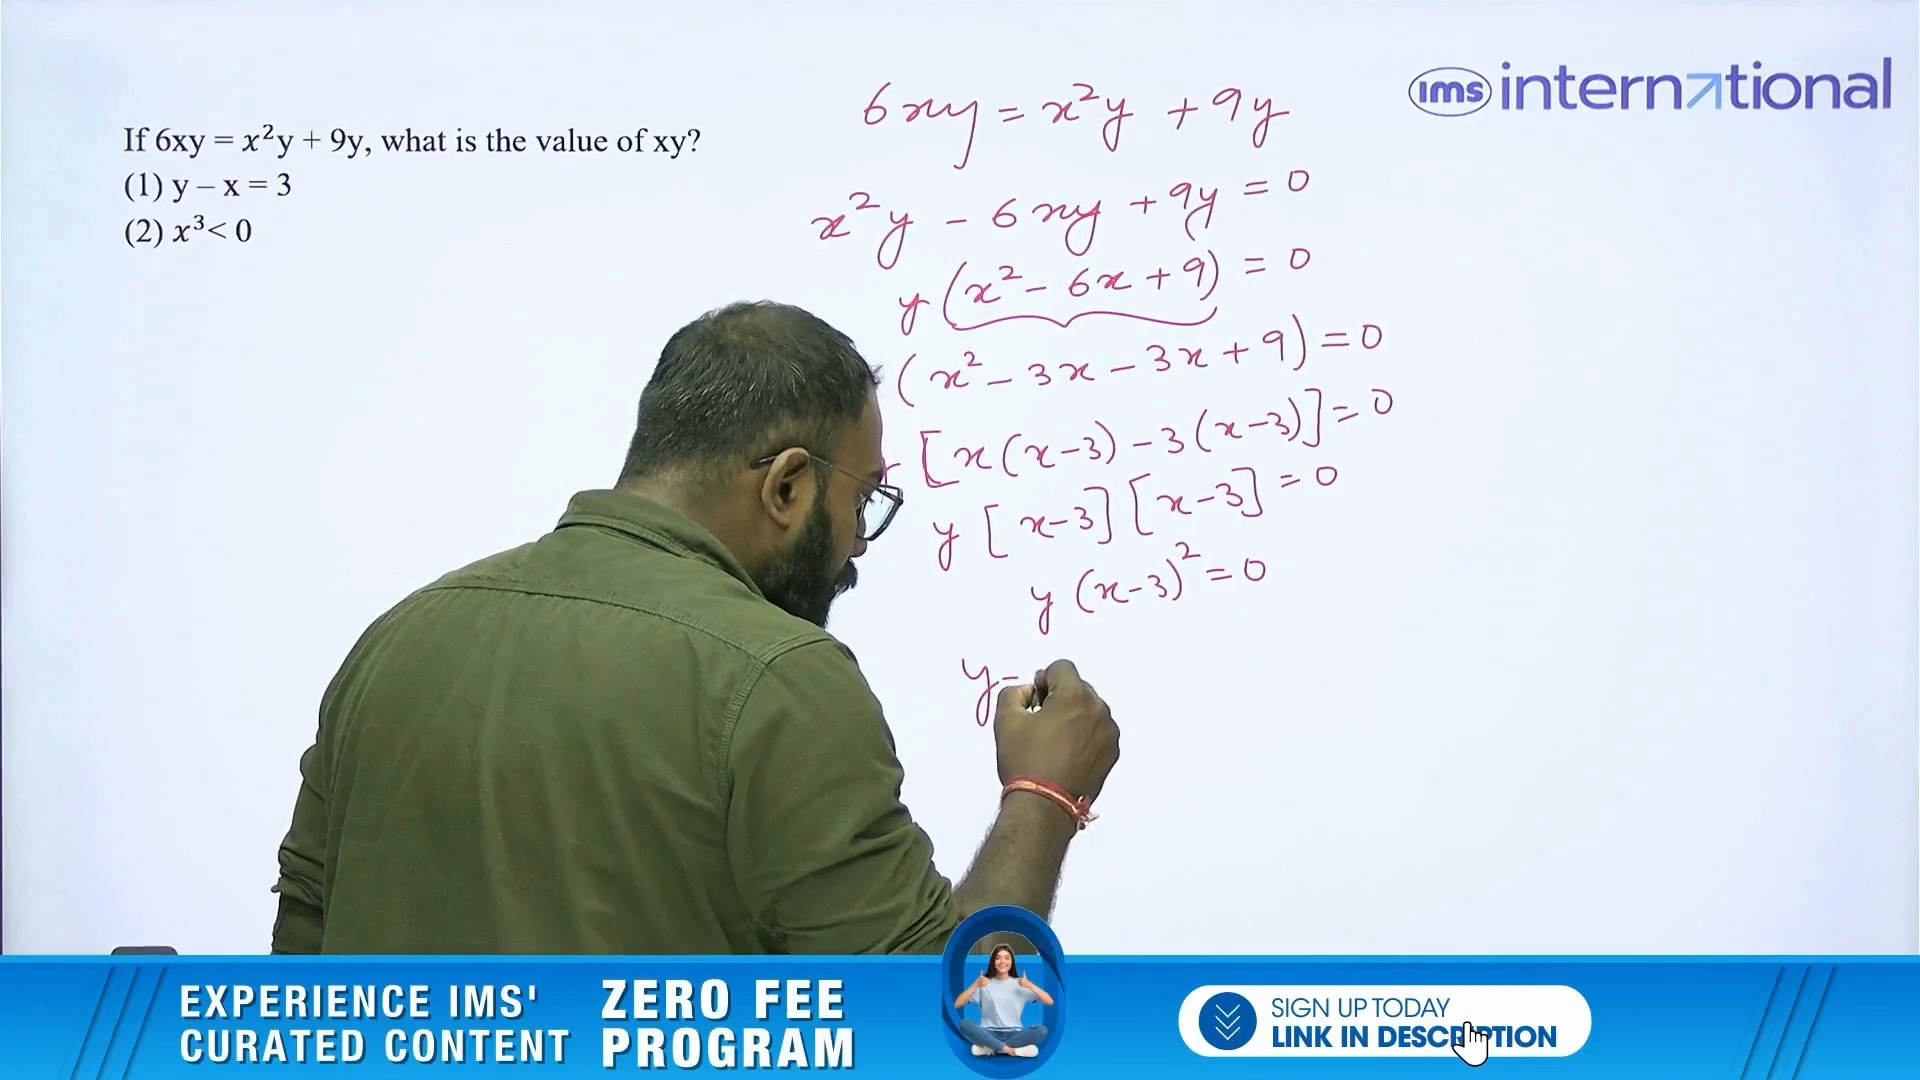 If 6xy = x²y + 9y, what is the value of xy?
(1) y – x = 3
(2) x³< 0
6xy = x²y + 9y
x²y - 6xy + 9y = 0
y (x² - 6x + 9) = 0
(x² - 3x - 3x + 9) = 0
[x(x-3) - 3(x-3)] = 0
y [x-3] [x-3] = 0
y (x-3)² = 0
y =
ims international
EXPERIENCE IMS'
CURATED CONTENT
ZERO FEE
PROGRAM
SIGN UP TODAY
LINK IN DESCRIPTION